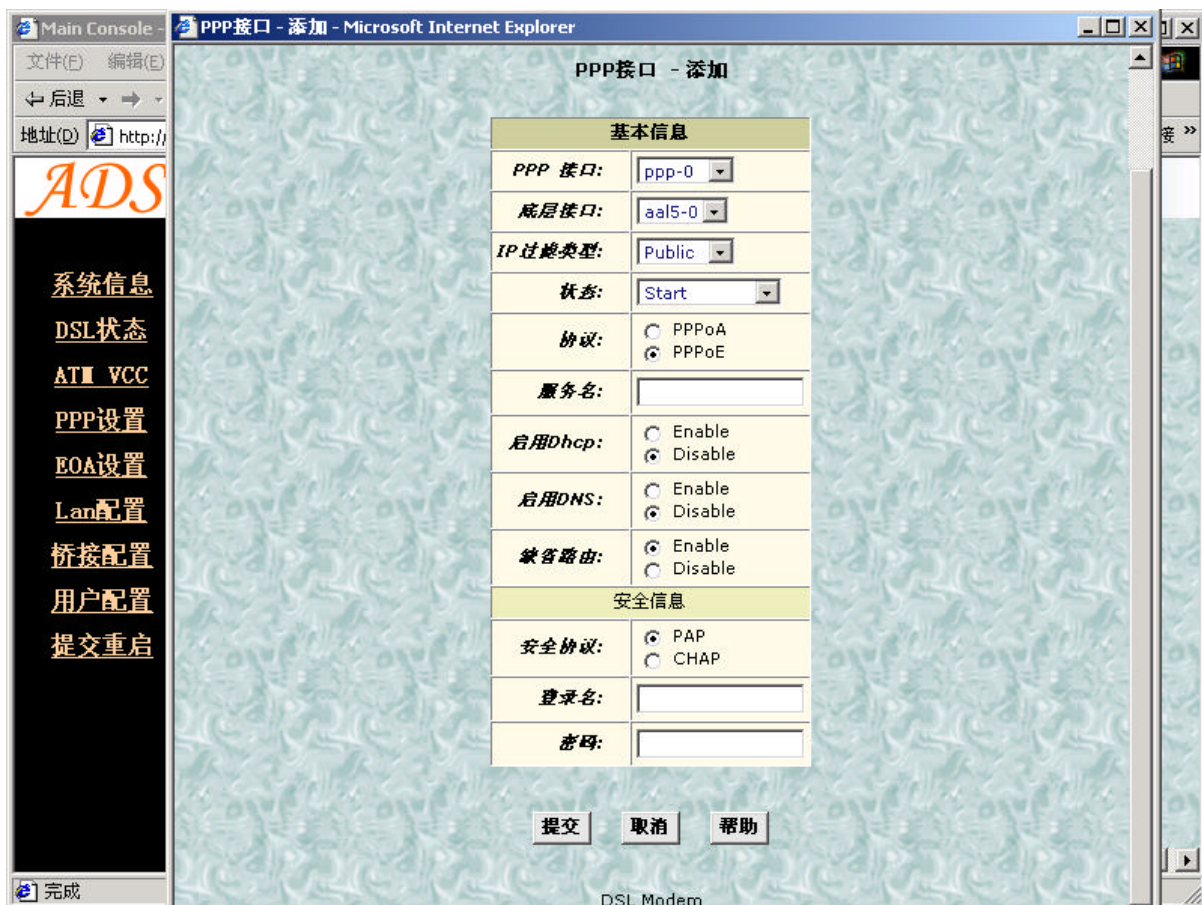 Main Console -
PPP接口 - 添加 - Microsoft Internet Explorer
文件(F) 编辑(E)
后退
地址(D) http://
ADS
系统信息
DSL状态
ATM VCC
PPP设置
EOA设置
Lan配置
桥接配置
用户配置
提交重启
完成
PPP接口 - 添加
基本信息
PPP 接口: ppp-0
底层接口: aal5-0
IP过滤类型: Public
状态: Start
协议: PPPoA
PPPoE
服务名:
启用Dhcp: Enable
Disable
启用DNS: Enable
Disable
缺省路由: Enable
Disable
安全信息
安全协议: PAP
CHAP
登录名:
密码:
提交 取消 帮助
DSL Modem